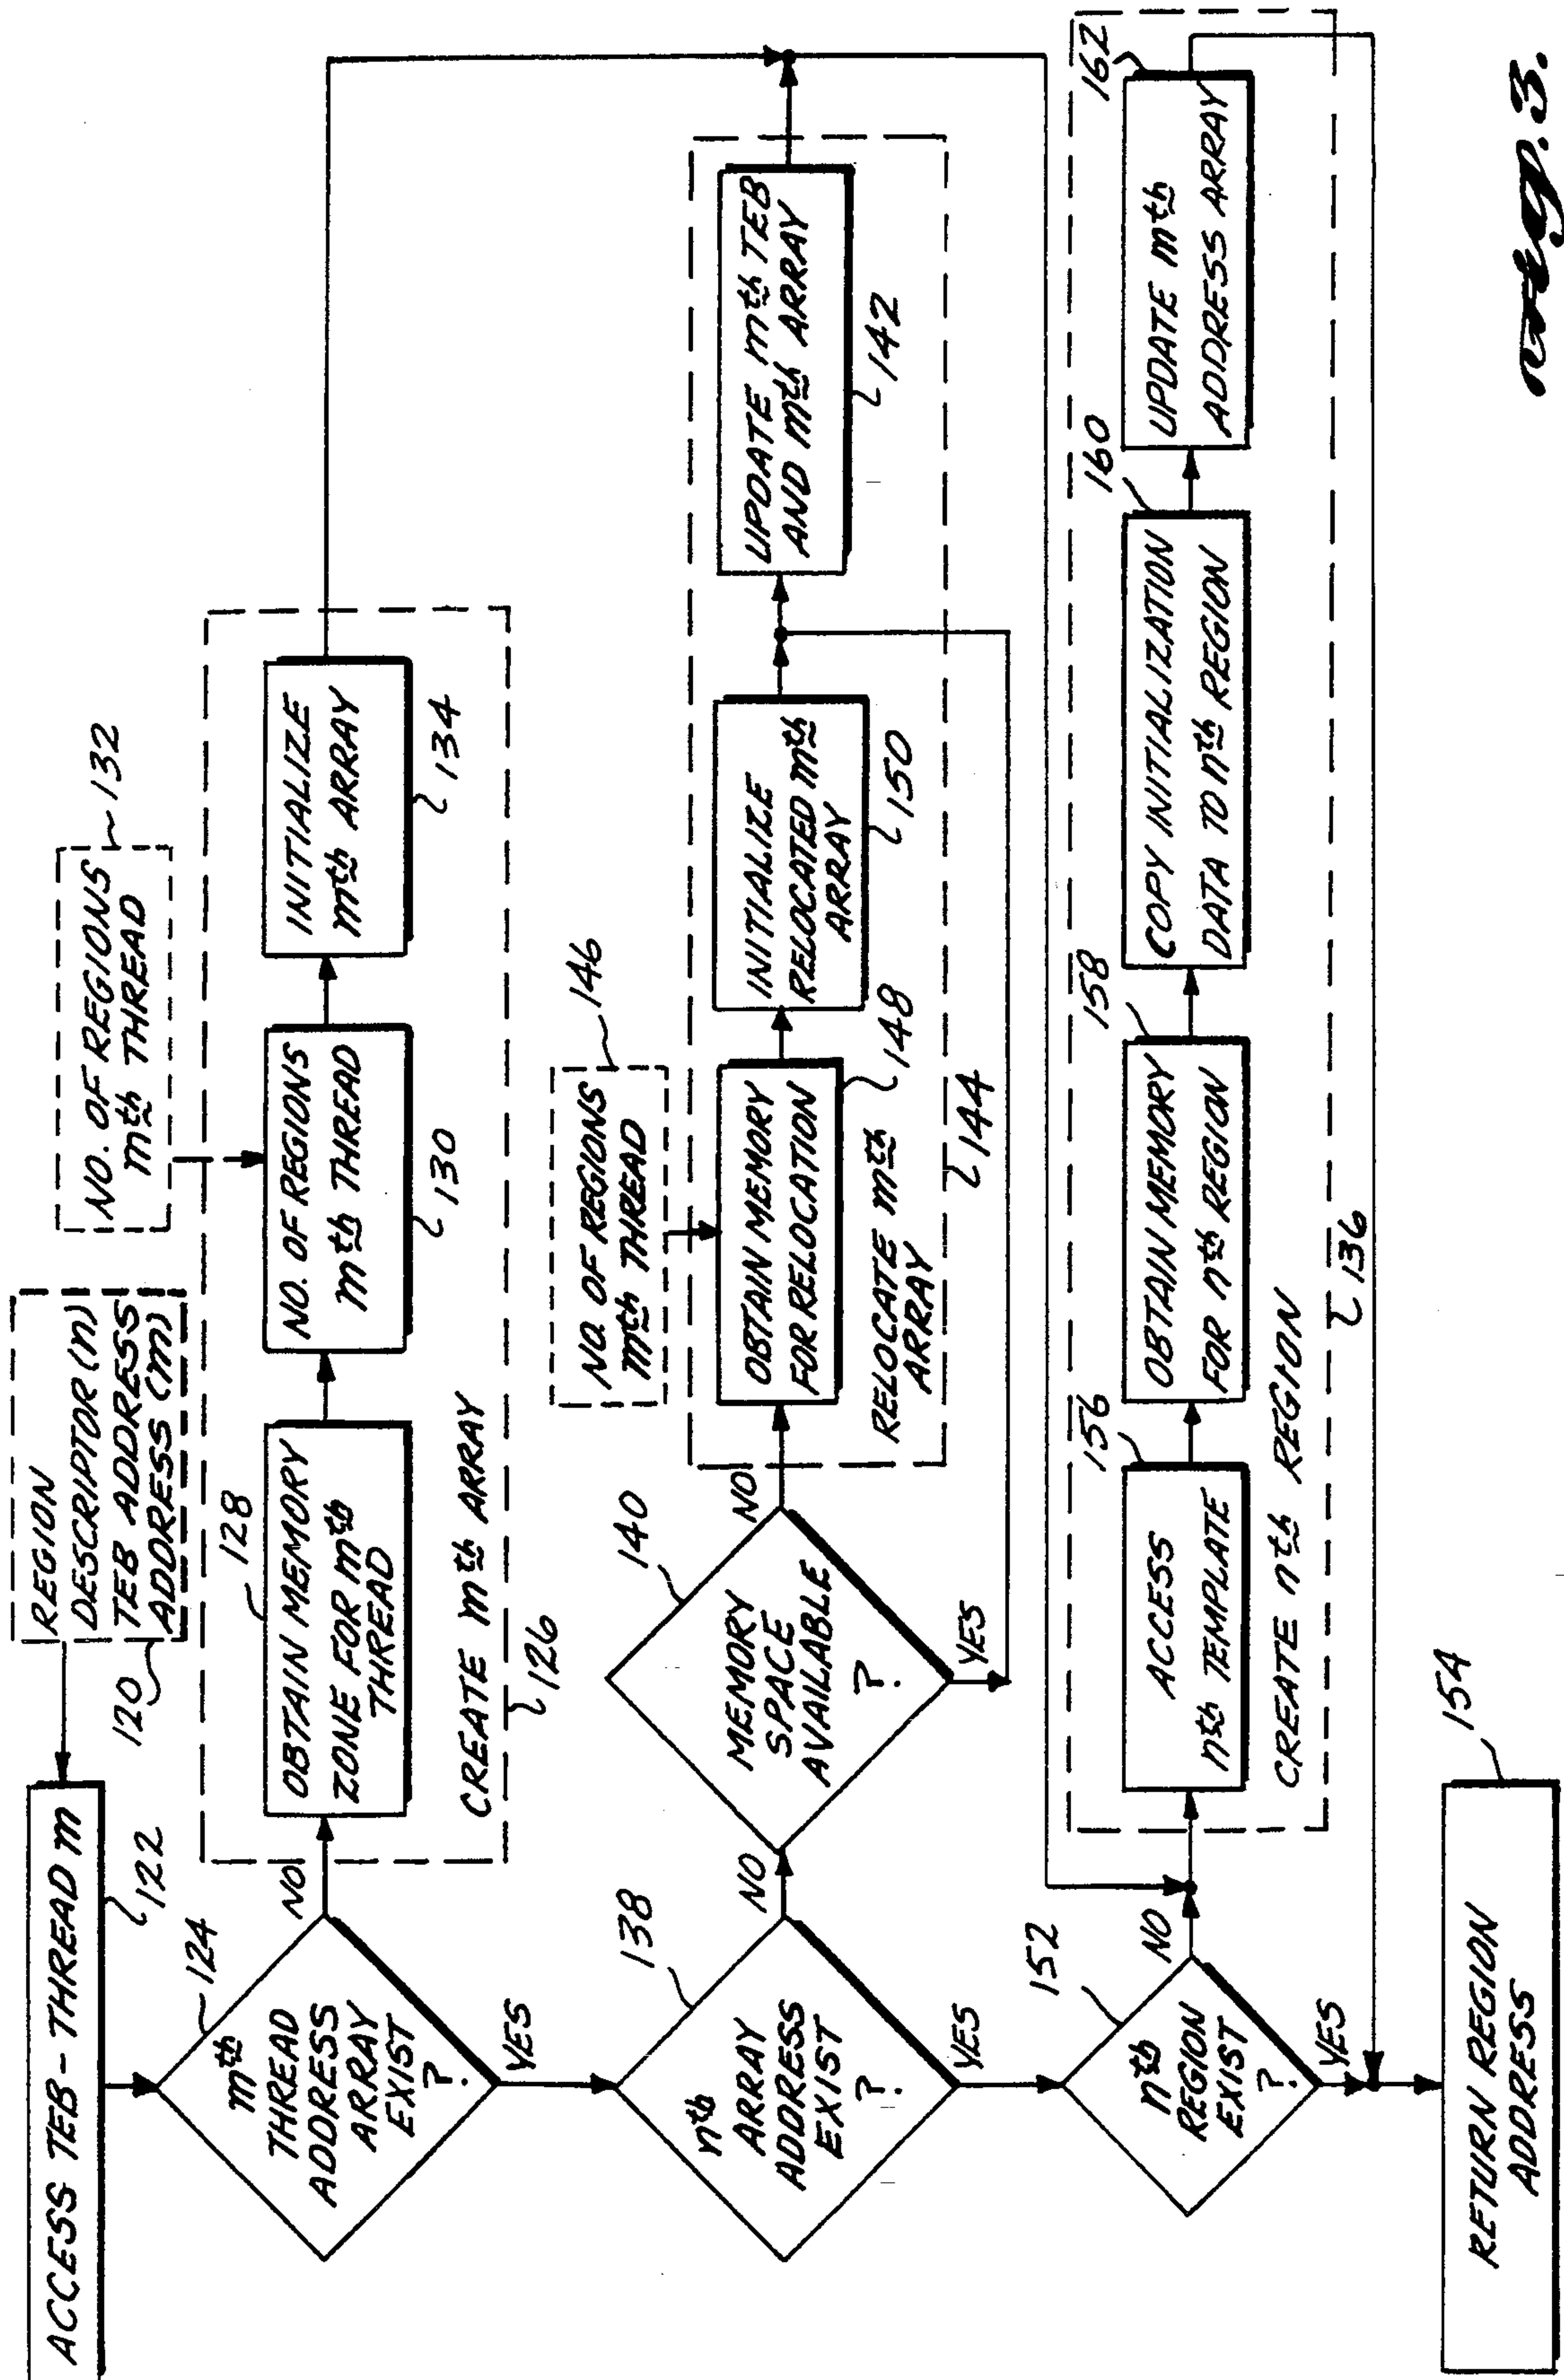 REGION
DESCRIPTOR (n)
TEB ADDRESS
ADDRESS (m)
120
ACCESS TEB - THREAD m
122
NO. OF REGIONS
mth THREAD
132
124
mth
THREAD
ADDRESS
ARRAY
EXIST
?
NO
YES
128
OBTAIN MEMORY
ZONE FOR mth
THREAD
NO. OF REGIONS
mth THREAD
130
INITIALIZE
mth ARRAY
134
CREATE mth ARRAY
126
138
nth
ARRAY
ADDRESS
EXIST
?
NO
YES
140
MEMORY
SPACE
AVAILABLE
?
NO
YES
NO. OF REGIONS
mth THREAD
146
OBTAIN MEMORY
FOR RELOCATION
148
INITIALIZE
RELOCATED mth
ARRAY
150
UPDATE mth TEB
AND mth ARRAY
142
RELOCATE mth
ARRAY
144
152
nth
REGION
EXIST
?
NO
YES
156
ACCESS
nth TEMPLATE
158
OBTAIN MEMORY
FOR nth REGION
160
COPY INITIALIZATION
DATA TO nth REGION
162
UPDATE mth
ADDRESS ARRAY
CREATE nth REGION
136
154
RETURN REGION
ADDRESS
Fig. 3.